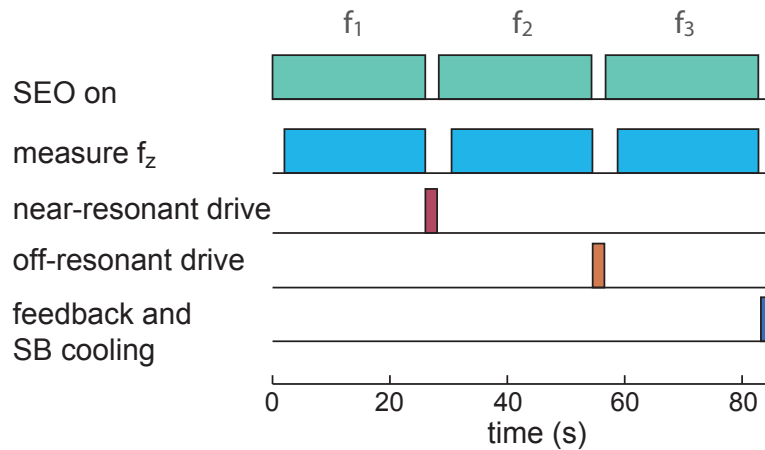 f₁ f₂ f₃
SEO on
measure f_z
near-resonant drive
off-resonant drive
feedback and
SB cooling
0 20 40 60 80
time (s)